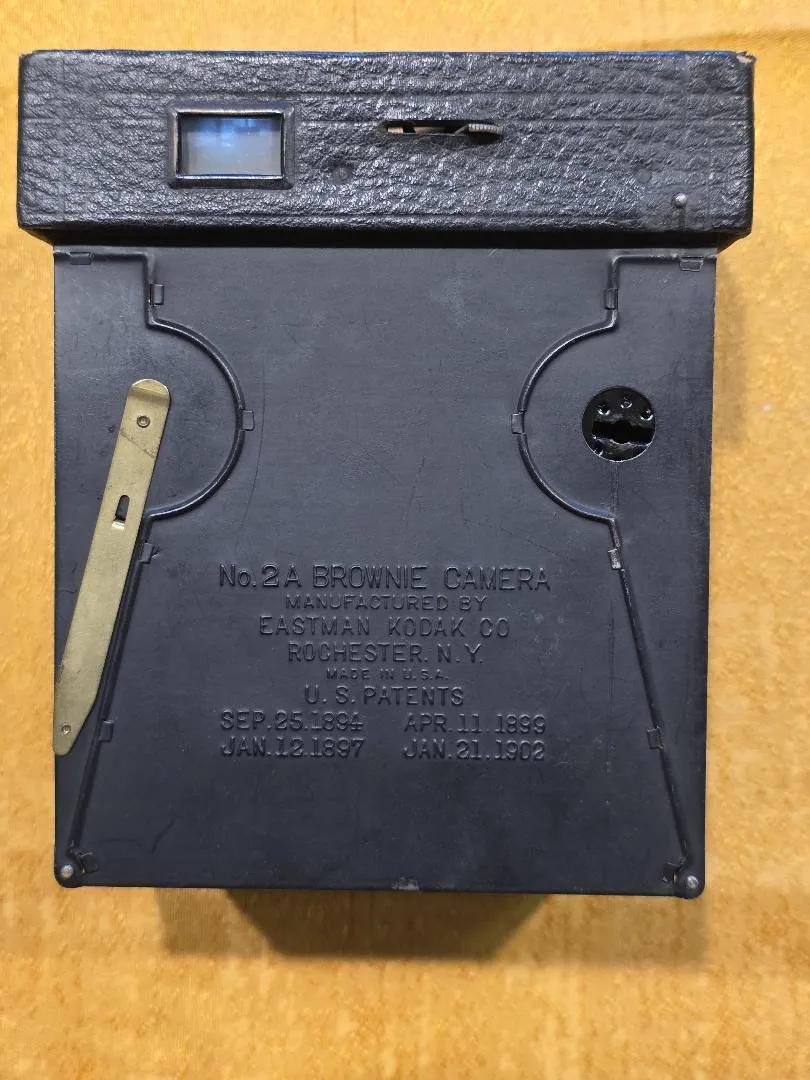 No. 2A BROWNIE CAMERA
MANUFACTURED BY
EASTMAN KODAK CO
ROCHESTER. N.Y.
MADE IN U.S.A.
U.S. PATENTS
SEP. 25. 1894 APR. 11. 1899
JAN. 12. 1897 JAN. 21. 1902